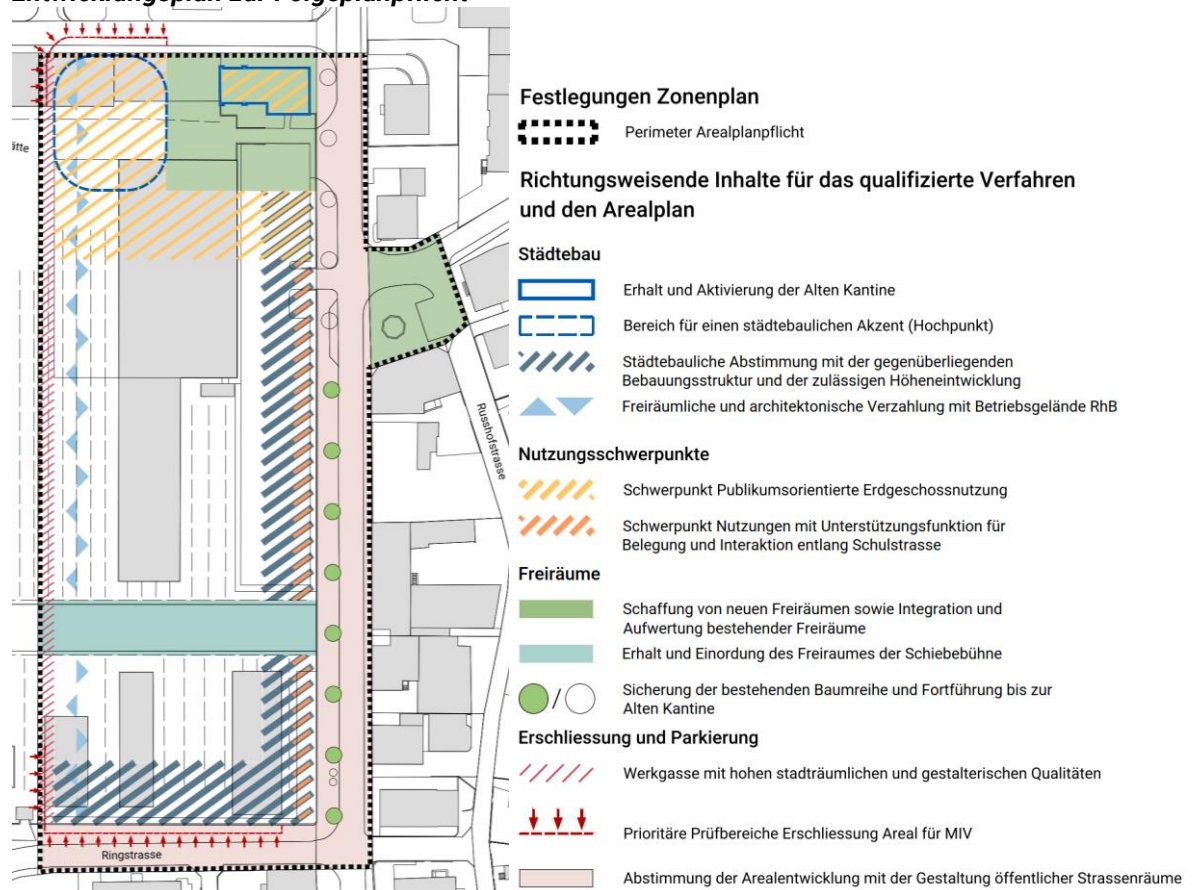 Entwicklungsplan zur Folgeplanpflicht
ätte
Russhofstrasse
Ringstrasse
Festlegungen Zonenplan
Perimeter Arealplanpflicht
Richtungsweisende Inhalte für das qualifizierte Verfahren
und den Arealplan
Städtebau
Erhalt und Aktivierung der Alten Kantine
Bereich für einen städtebaulichen Akzent (Hochpunkt)
Städtebauliche Abstimmung mit der gegenüberliegenden
Bebauungsstruktur und der zulässigen Höheneintwicklung
Freiräumliche und architektonische Verzahlung mit Betriebsgelände RhB
Nutzungsschwerpunkte
Schwerpunkt Publikumsorientierte Erdgeschossnutzung
Schwerpunkt Nutzungen mit Unterstützungsfunktion für
Belegung und Interaktion entlang Schulstrasse
Freiräume
Schaffung von neuen Freiräumen sowie Integration und
Aufwertung bestehender Freiräume
Erhalt und Einordung des Freiraumes der Schiebebühne
/
Sicherung der bestehenden Baumreihe und Fortführung bis zur
Alten Kantine
Erschliessung und Parkierung
Werkgasse mit hohen stadträumlichen und gestalterischen Qualitäten
Prioritäre Prüfbereiche Erschliessung Areal für MIV
Abstimmung der Arealentwicklung mit der Gestaltung öffentlicher Strassenräume